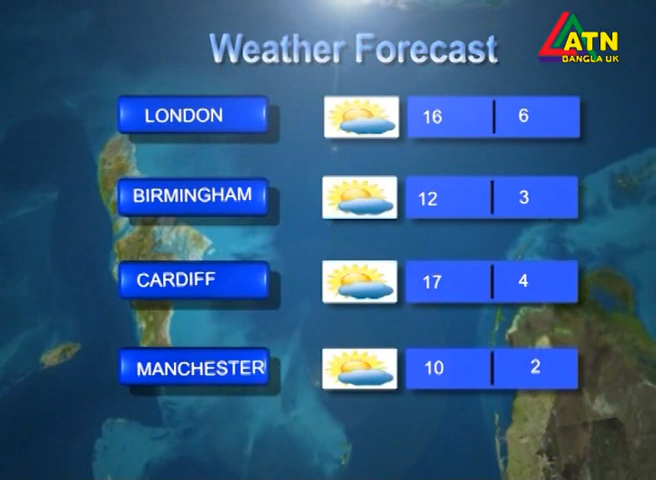 Weather Forecast
ATN
BANGLA UK
LONDON 16 6
BIRMINGHAM 12 3
CARDIFF 17 4
MANCHESTER 10 2